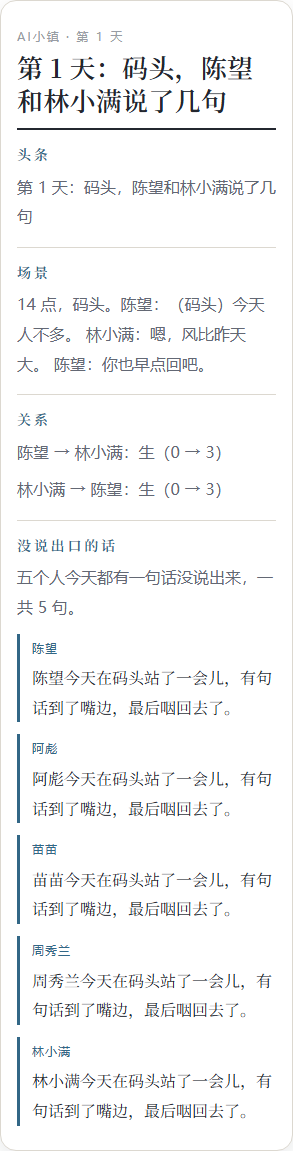 AI小镇 · 第 1 天
第 1 天：码头，陈望
和林小满说了几句
头条
第 1 天：码头，陈望和林小满说了几
句
场景
14 点，码头。陈望：（码头）今天
人不多。 林小满：嗯，风比昨天
大。 陈望：你也早点回吧。
关系
陈望 → 林小满：生（0 → 3）
林小满 → 陈望：生（0 → 3）
没说出口的话
五个人今天都有一句话没说出来，一
共 5 句。
陈望
陈望今天在码头站了一会儿，有句
话到了嘴边，最后咽回去了。
阿彪
阿彪今天在码头站了一会儿，有句
话到了嘴边，最后咽回去了。
苗苗
苗苗今天在码头站了一会儿，有句
话到了嘴边，最后咽回去了。
周秀兰
周秀兰今天在码头站了一会儿，有
句话到了嘴边，最后咽回去了。
林小满
林小满今天在码头站了一会儿，有
句话到了嘴边，最后咽回去了。